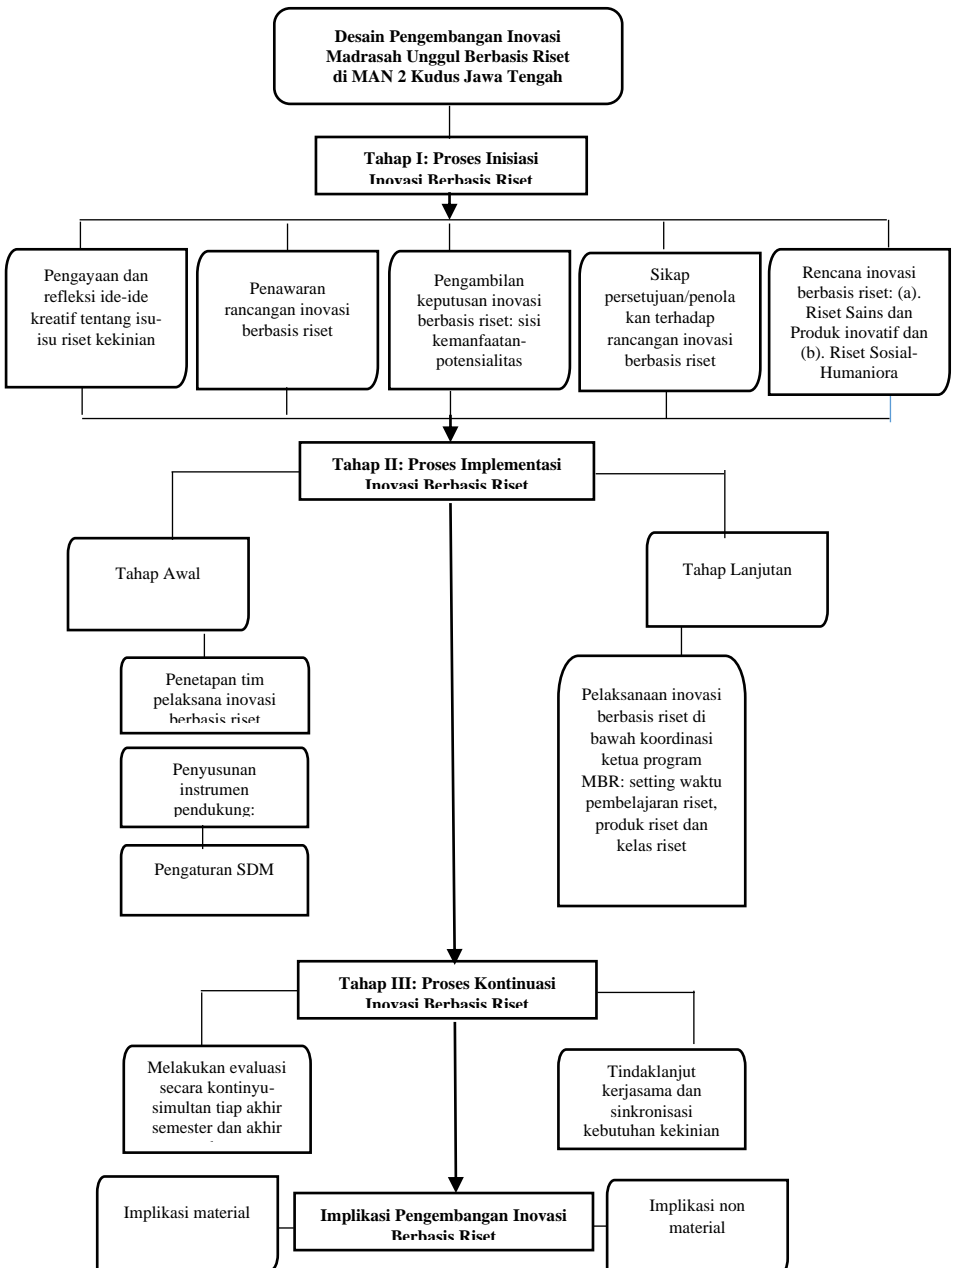 Desain Pengembangan Inovasi
Madrasah Unggul Berbasis Riset
di MAN 2 Kudus Jawa Tengah
Tahap I: Proses Inisiasi
Inovasi Berbasis Riset
Pengayaan dan
refleksi ide-ide
kreatif tentang isu-
isu riset kekinian
Penawaran
rancangan inovasi
berbasis riset
Pengambilan
keputusan inovasi
berbasis riset: sisi
kemanfaatan-
potensialitas
Sikap
persetujuan/penola
kan terhadap
rancangan inovasi
berbasis riset
Rencana inovasi
berbasis riset: (a).
Riset Sains dan
Produk inovatif dan
(b). Riset Sosial-
Humaniora
Tahap II: Proses Implementasi
Inovasi Berbasis Riset
Tahap Awal
Tahap Lanjutan
Penetapan tim
pelaksana inovasi
berbasis riset
Penyusunan
instrumen
pendukung:
Pengaturan SDM
Pelaksanaan inovasi
berbasis riset di
bawah koordinasi
ketua program
MBR: setting waktu
pembelajaran riset,
produk riset dan
kelas riset
Tahap III: Proses Kontinuasi
Inovasi Berbasis Riset
Melakukan evaluasi
secara kontinyu-
simultan tiap akhir
semester dan akhir
Tindaklanjut
kerjasama dan
sinkronisasi
kebutuhan kekinian
Implikasi material
Implikasi Pengembangan Inovasi
Berbasis Riset
Implikasi non
material